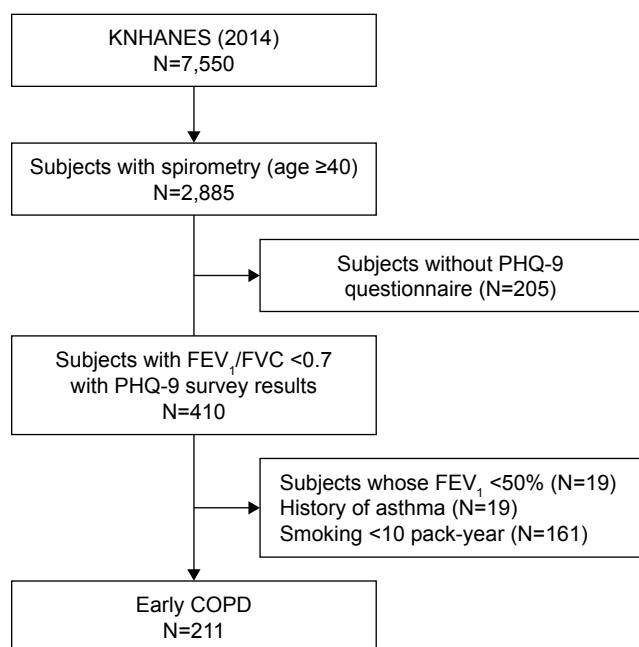 KNHANES (2014)
N=7,550
Subjects with spirometry (age ≥40)
N=2,885
Subjects without PHQ-9
questionnaire (N=205)
Subjects with FEV₁/FVC <0.7
with PHQ-9 survey results
N=410
Subjects whose FEV₁ <50% (N=19)
History of asthma (N=19)
Smoking <10 pack-year (N=161)
Early COPD
N=211